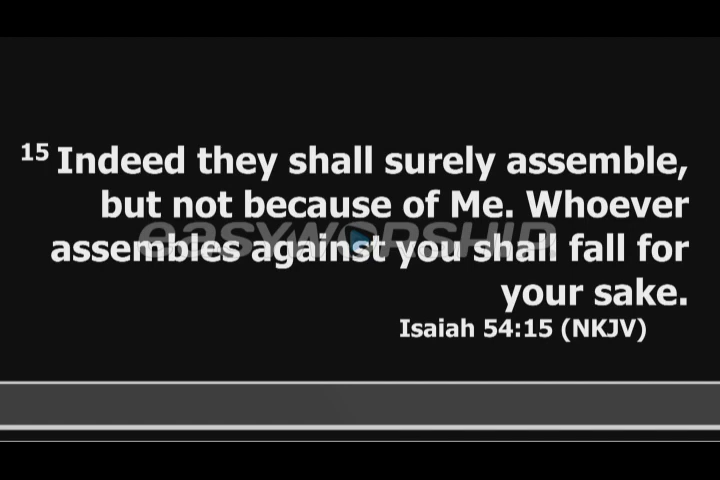 15 Indeed they shall surely assemble,
but not because of Me. Whoever
easyworship
assembles against you shall fall for
your sake.
Isaiah 54:15 (NKJV)